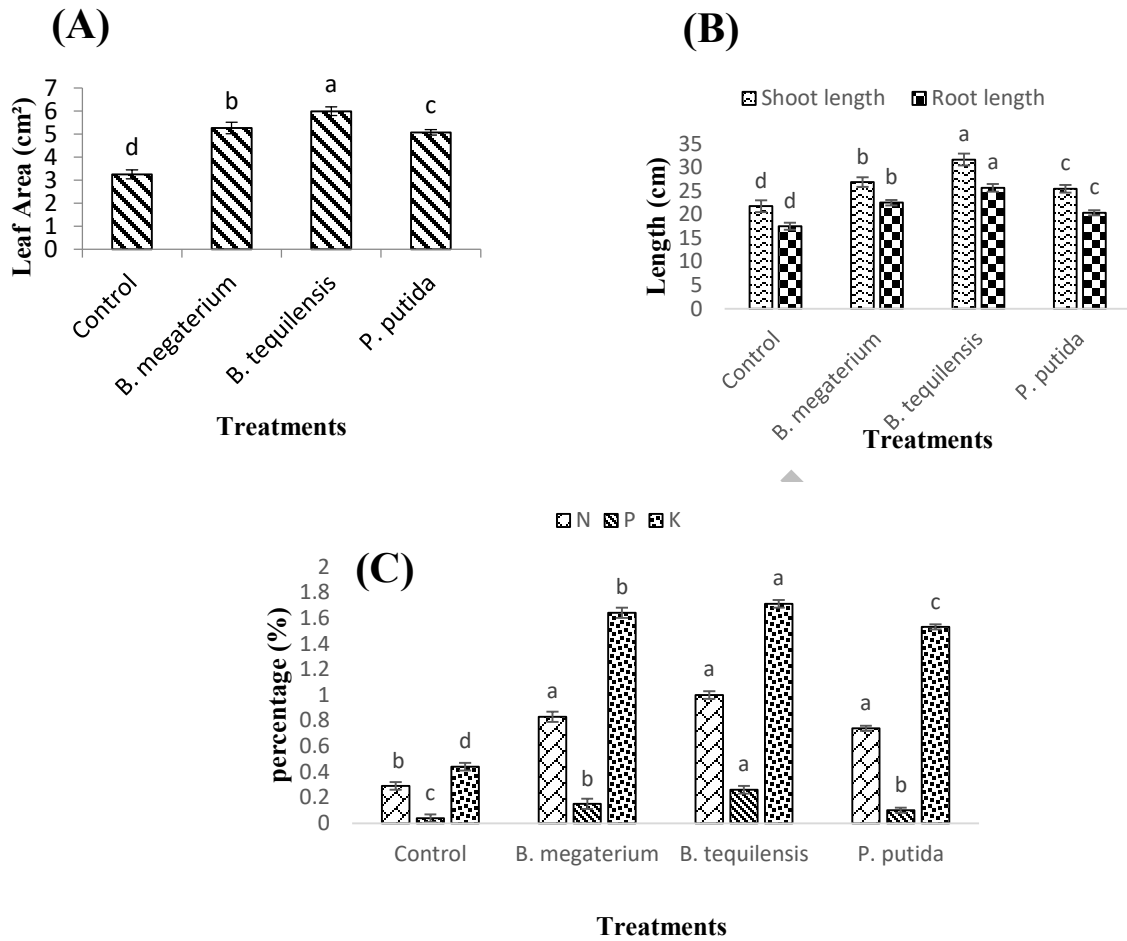 (A)
Leaf Area (cm²)
7
6
5
4
3
2
1
0
d
b
a
c
Control
B. megaterium
B. tequilensis
P. putida
Treatments
(B)
Shoot length Root length
Length (cm)
35
30
25
20
15
10
5
0
d d
b b
a a
c c
Control
B. megaterium
B. tequilensis
P. putida
Treatments
N P K
(C)
percentage (%)
2
1.8
1.6
1.4
1.2
1
0.8
0.6
0.4
0.2
0
b c d
a b b
a a a
a b c
Control B. megaterium B. tequilensis P. putida
Treatments